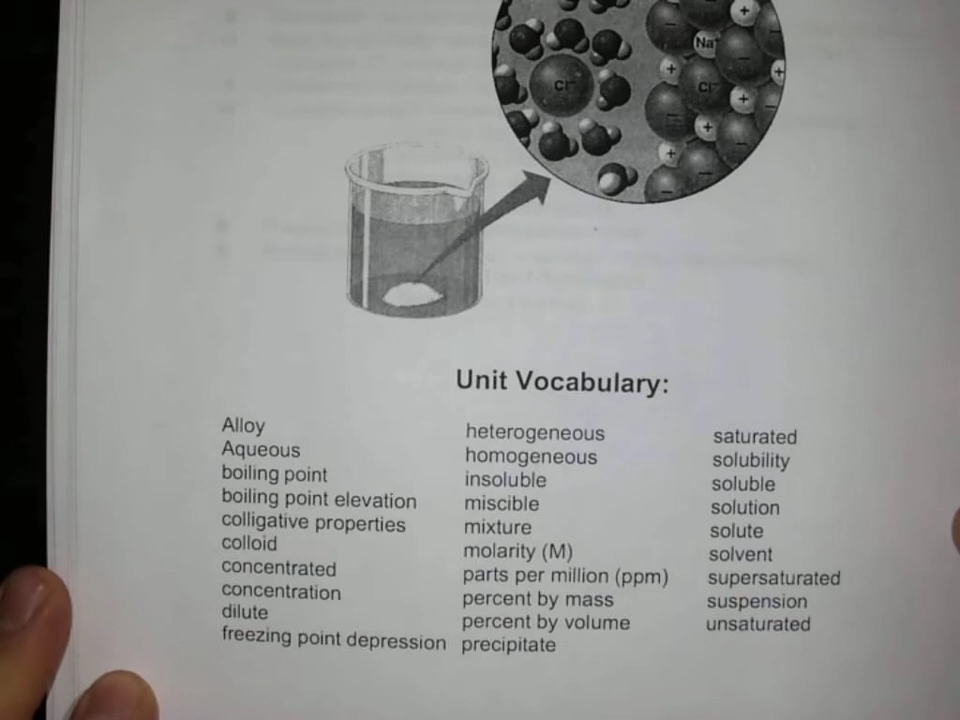 Na+
Cl-
Cl-
Unit Vocabulary:
Alloy
Aqueous
boiling point
boiling point elevation
colligative properties
colloid
concentrated
concentration
dilute
freezing point depression
heterogeneous
homogeneous
insoluble
miscible
mixture
molarity (M)
parts per million (ppm)
percent by mass
percent by volume
precipitate
saturated
solubility
soluble
solution
solute
solvent
supersaturated
suspension
unsaturated